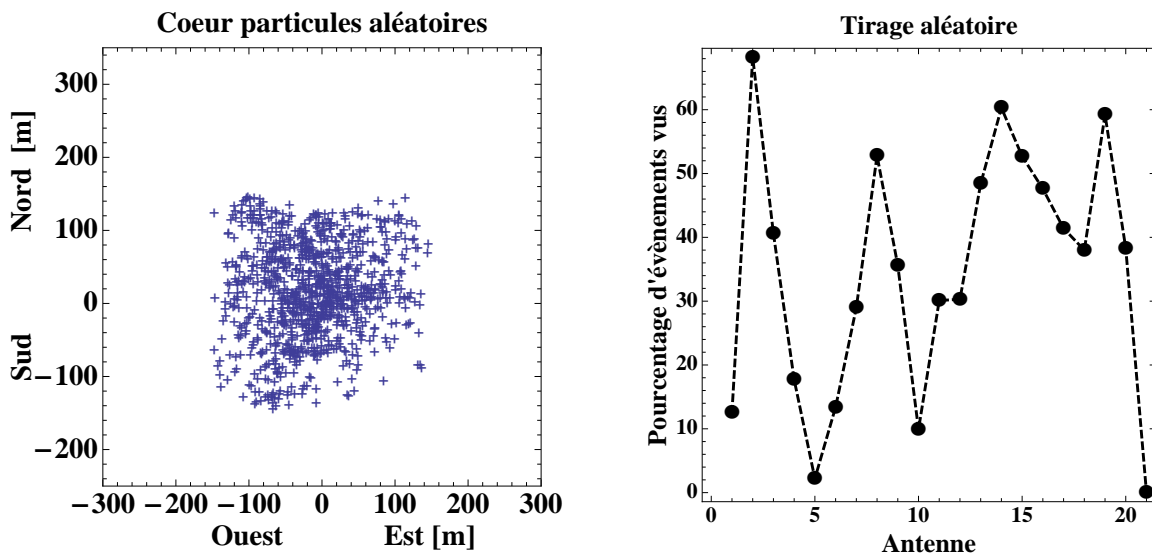 Coeur particules aléatoires
Nord [m]
Sud
300
200
100
0
−100
−200
−300 −200 −100 0 100 200 300
Ouest Est [m]
Tirage aléatoire
Pourcentage d'évènements vus
60
50
40
30
20
10
0
0 5 10 15 20
Antenne